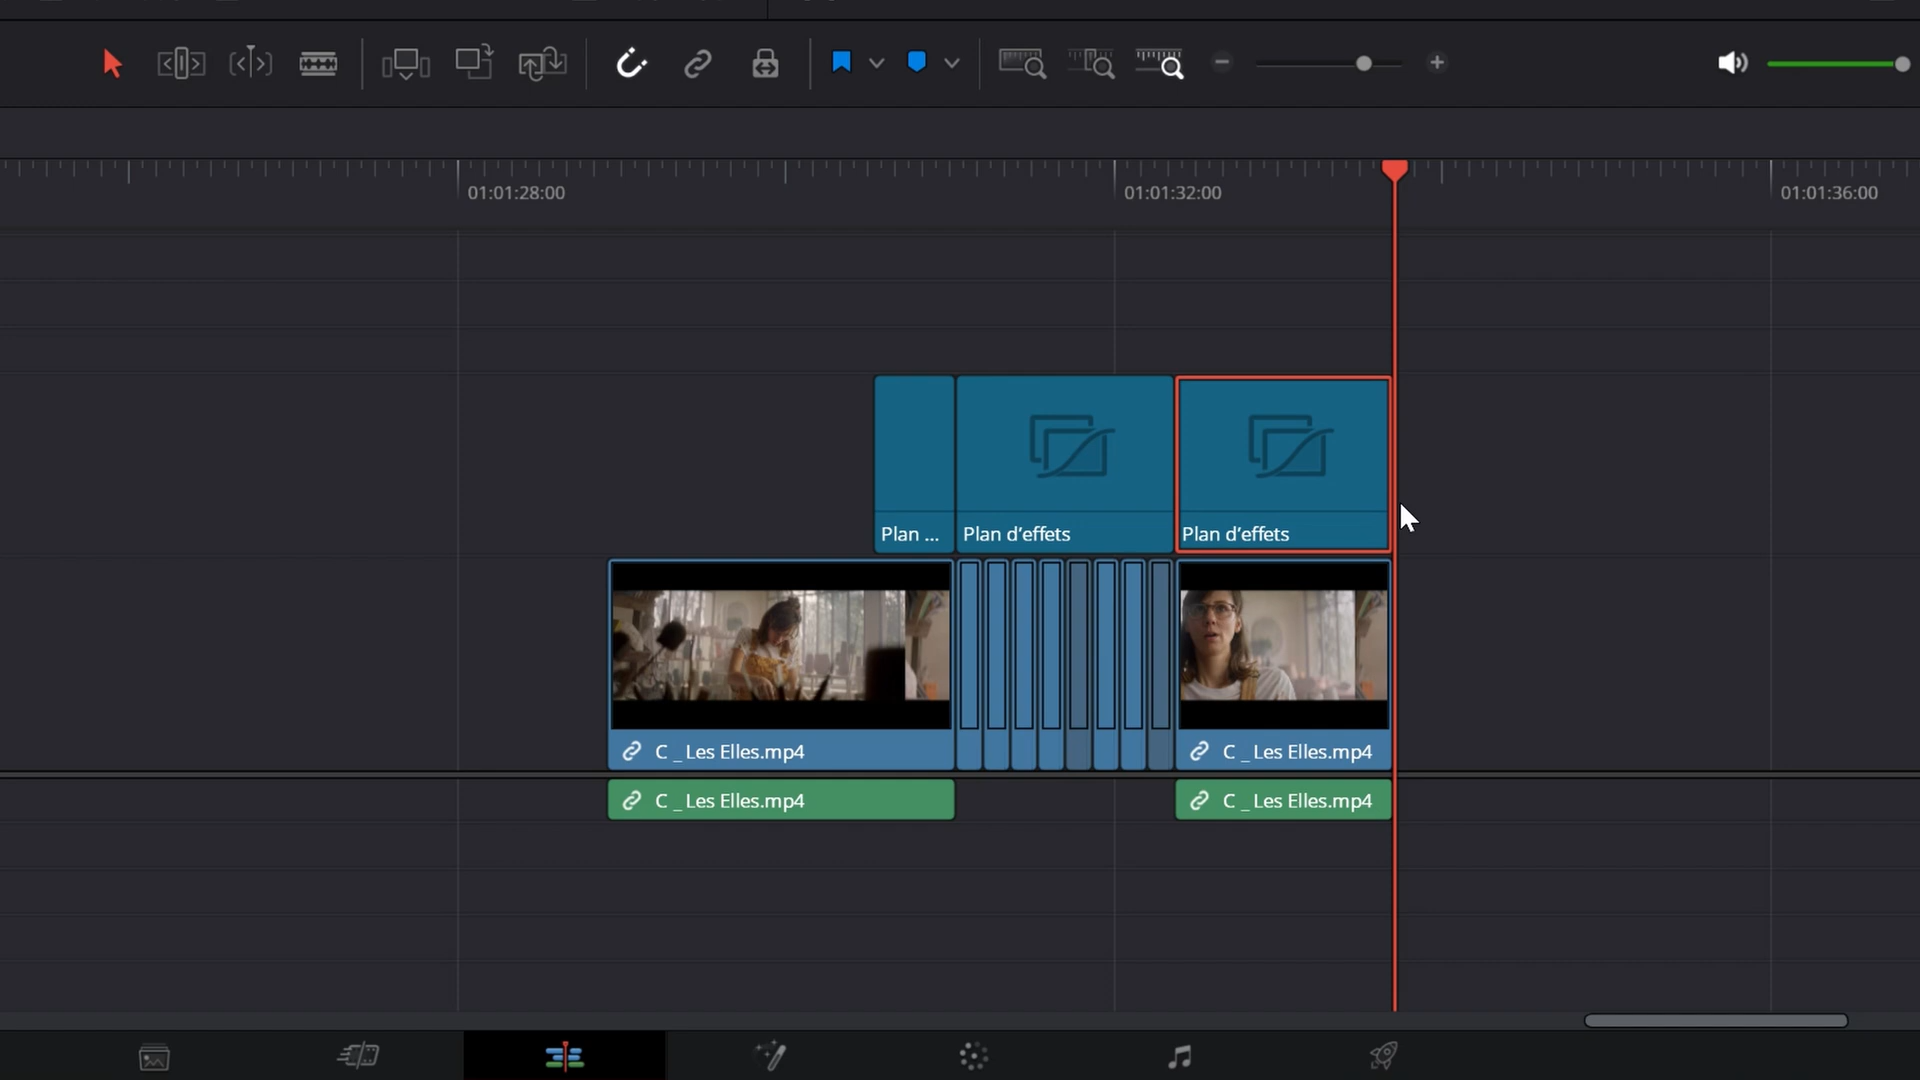 01:01:28:00
01:01:32:00
01:01:36:00
Plan ...
Plan d'effets
Plan d'effets
C _ Les Elles.mp4
C _ Les Elles.mp4
C _ Les Elles.mp4
C _ Les Elles.mp4